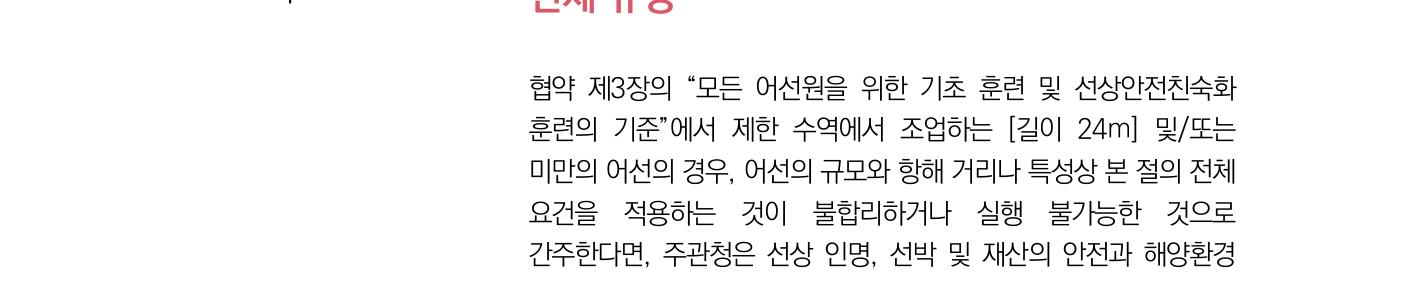 협약 제3장의 “모든 어선원을 위한 기초 훈련 및 선상안전친숙화
훈련의 기준”에서 제한 수역에서 조업하는 [길이 24m] 및/또는
미만의 어선의 경우, 어선의 규모와 항해 거리나 특성상 본 절의 전체
요건을 적용하는 것이 불합리하거나 실행 불가능한 것으로
간주한다면, 주관청은 선상 인명, 선박 및 재산의 안전과 해양환경